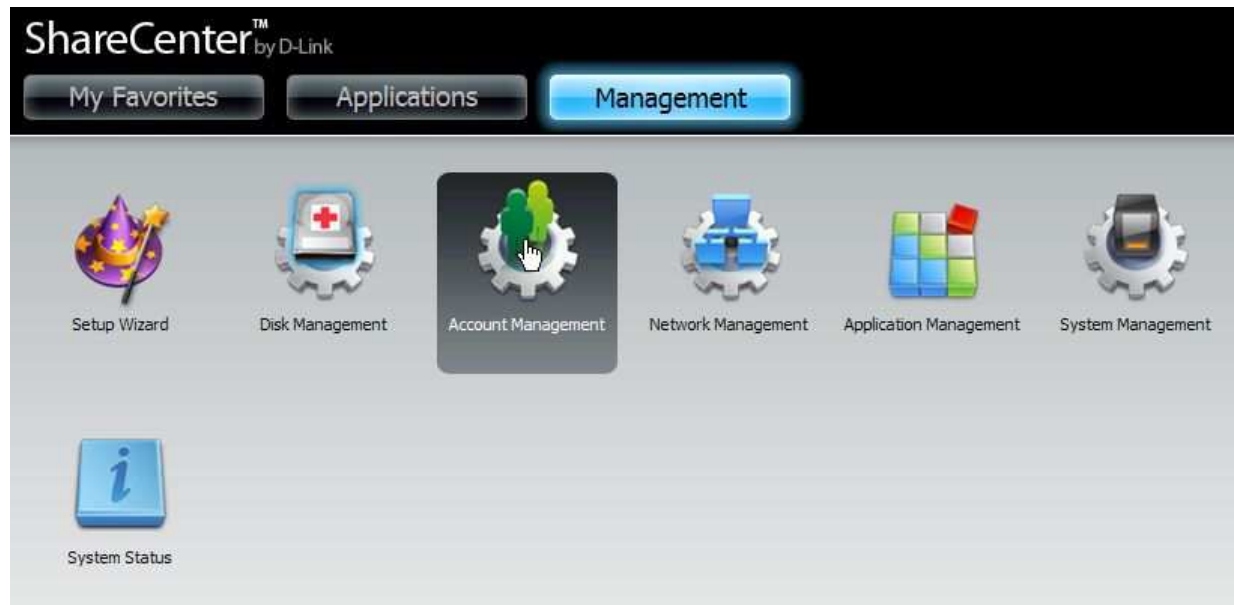 ShareCenter™ by D-Link
My Favorites
Applications
Management
Setup Wizard
Disk Management
Account Management
Network Management
Application Management
System Management
i
System Status